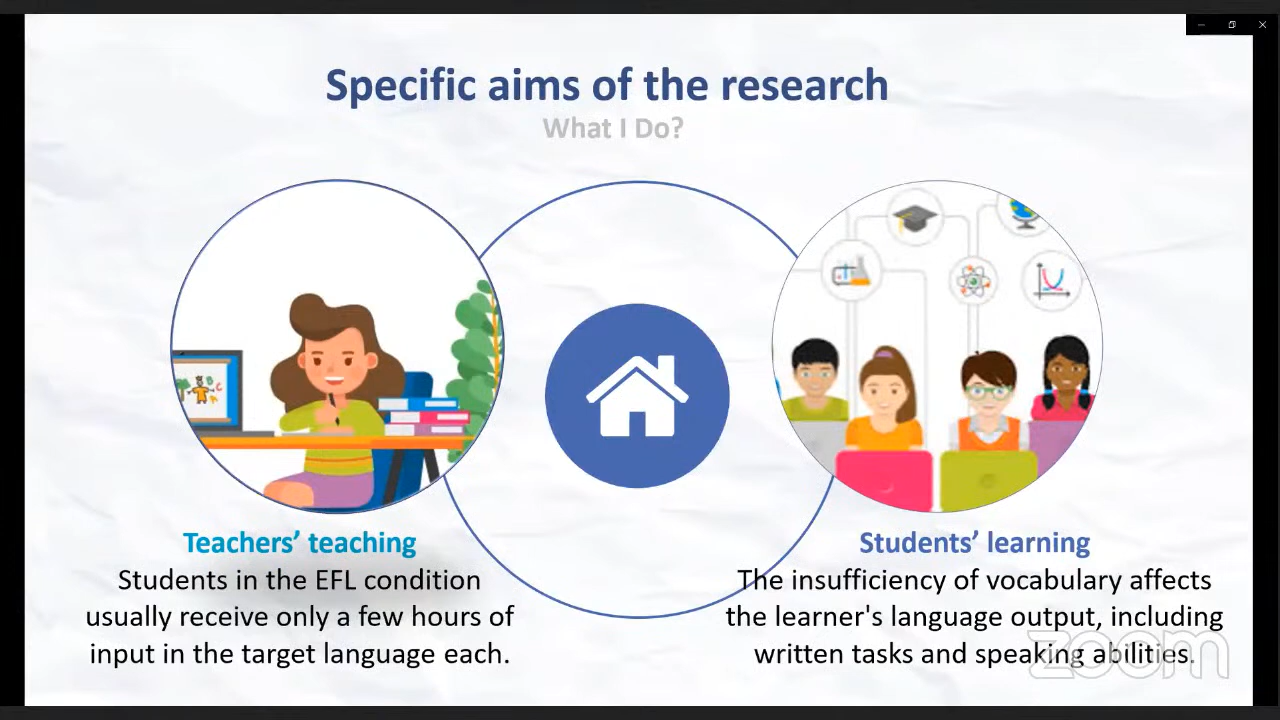 Specific aims of the research
What I Do?
Teachers’ teaching
Students in the EFL condition
usually receive only a few hours of
input in the target language each.
Students’ learning
The insufficiency of vocabulary affects
the learner's language output, including
written tasks and speaking abilities.
zoom